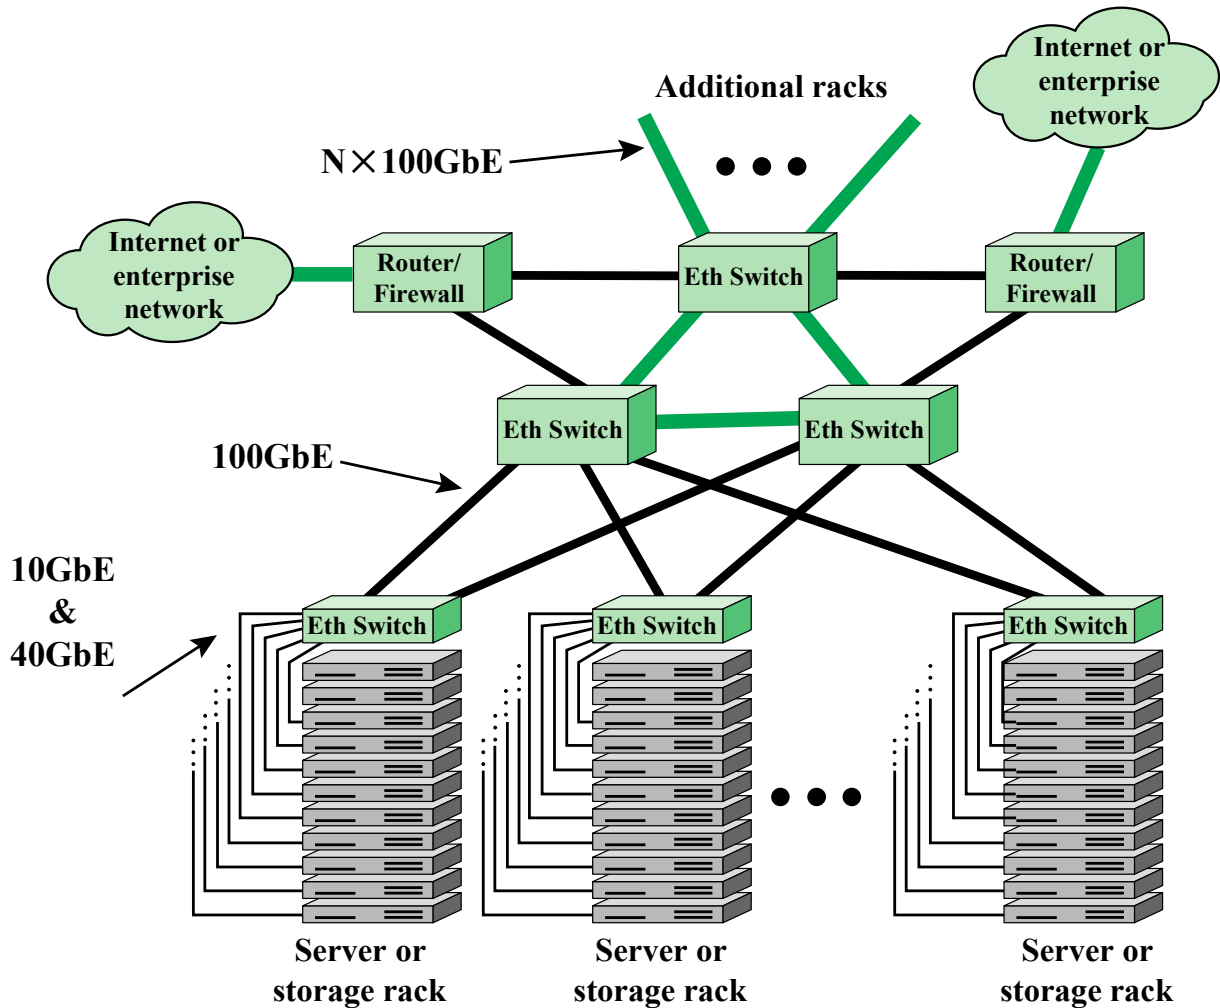 Internet or
enterprise
network
Additional racks
N×100GbE
Internet or
enterprise
network
Router/
Firewall
Eth Switch
Router/
Firewall
Eth Switch
Eth Switch
100GbE
10GbE
&
40GbE
Eth Switch
Eth Switch
Eth Switch
Server or
storage rack
Server or
storage rack
Server or
storage rack